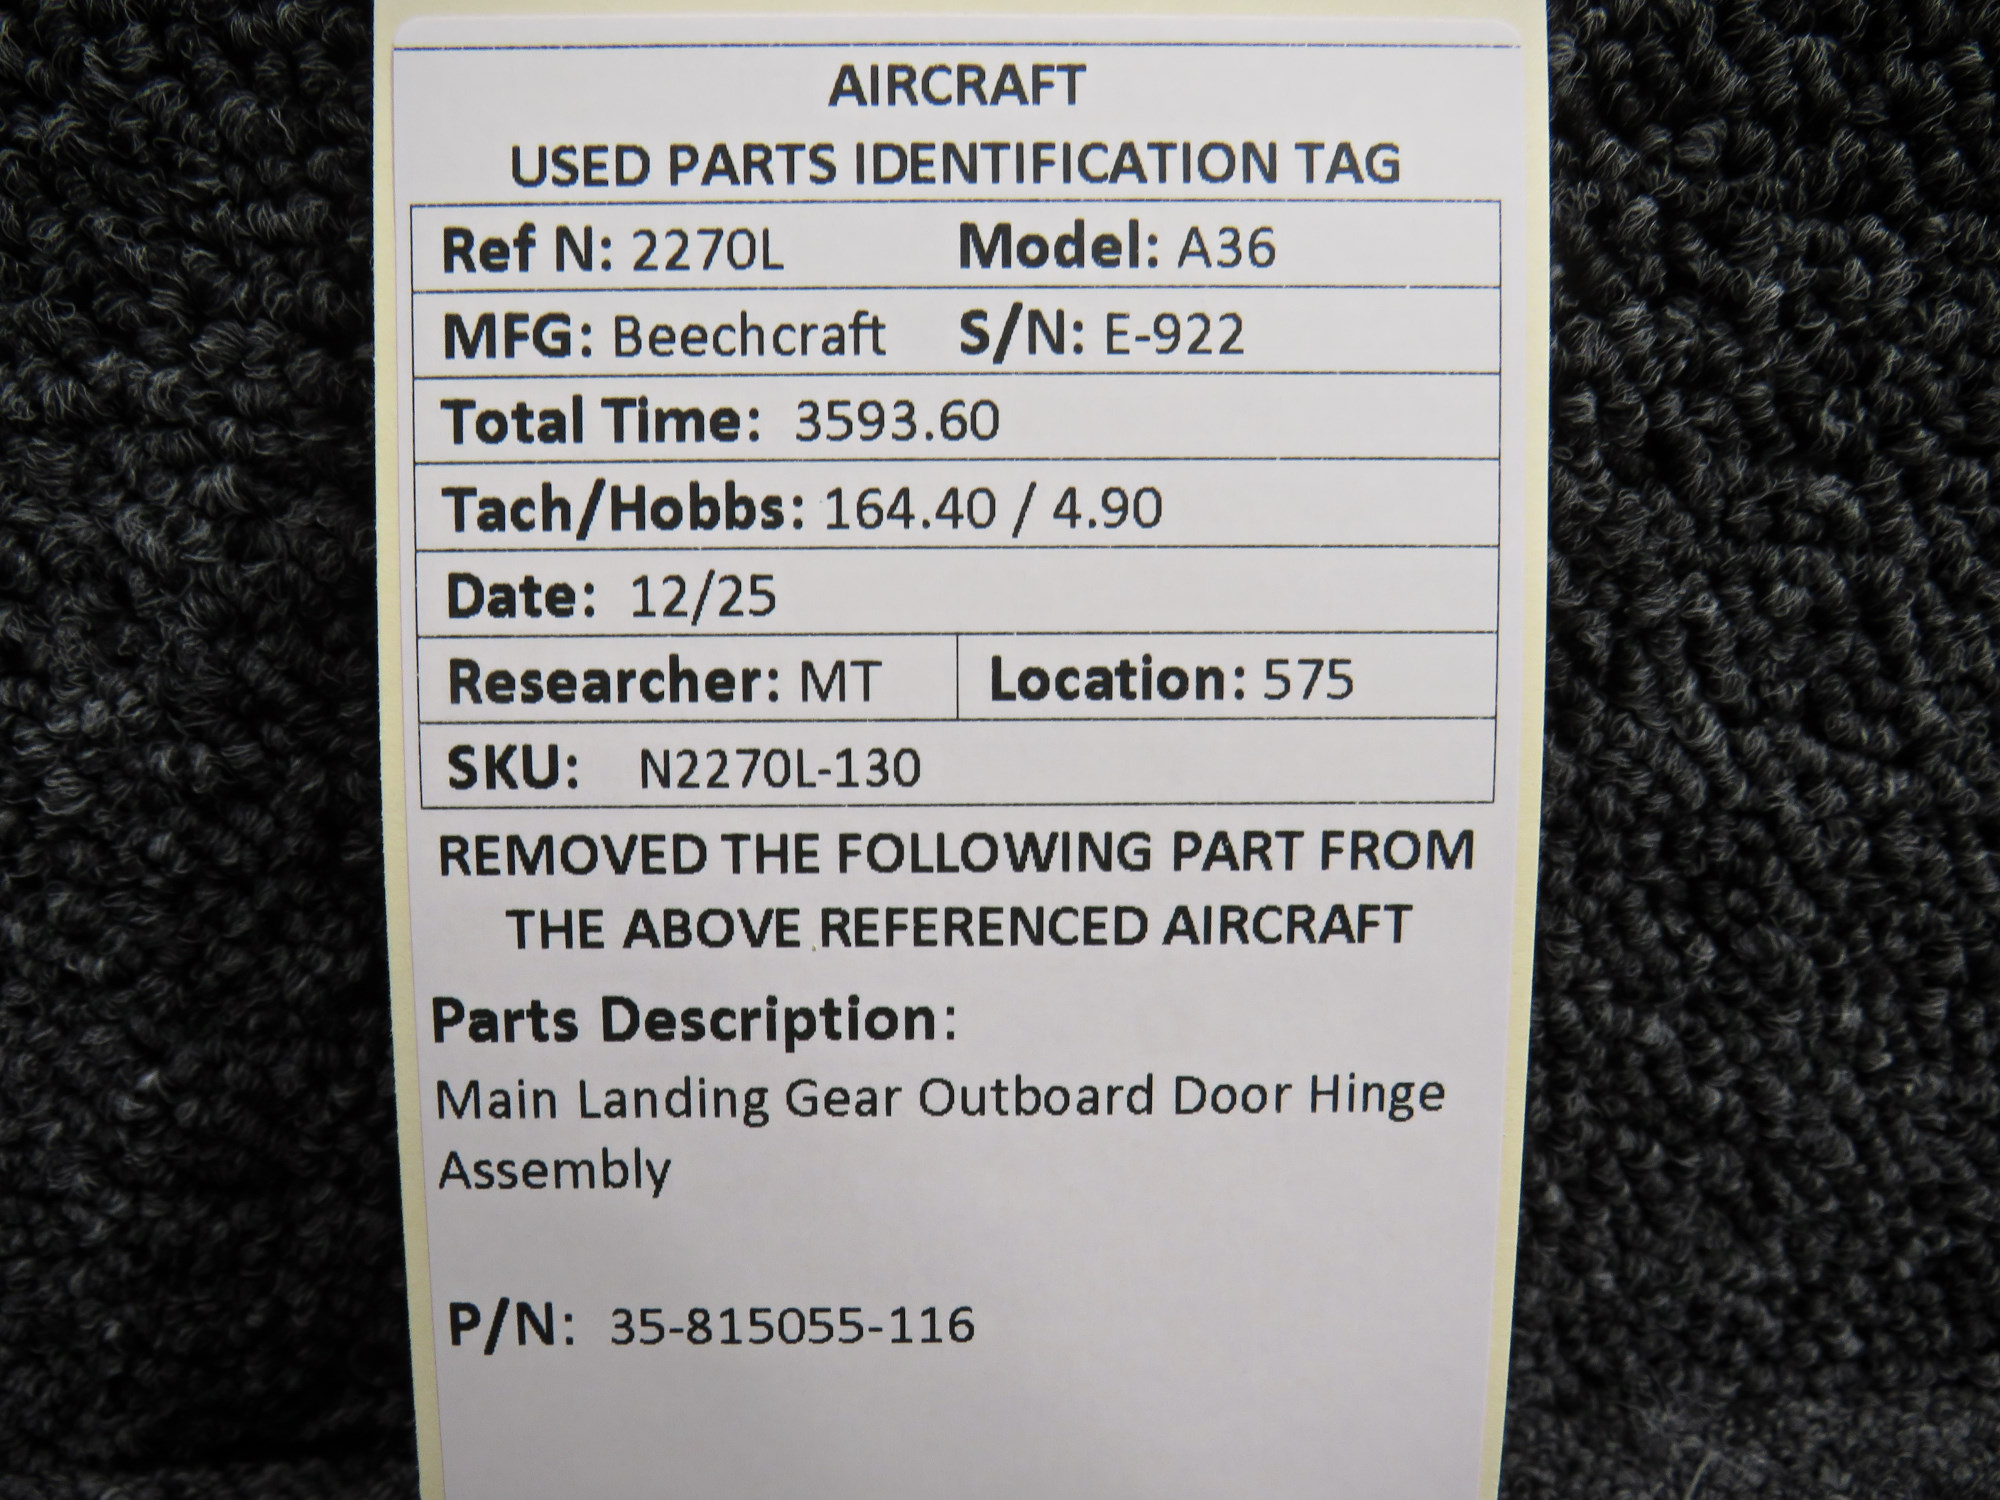 AIRCRAFT
USED PARTS IDENTIFICATION TAG
Ref N: 2270L Model: A36
MFG: Beechcraft S/N: E-922
Total Time: 3593.60
Tach/Hobbs: 164.40 / 4.90
Date: 12/25
Researcher: MT Location: 575
SKU: N2270L-130
REMOVED THE FOLLOWING PART FROM
THE ABOVE REFERENCED AIRCRAFT
Parts Description:
Main Landing Gear Outboard Door Hinge
Assembly
P/N: 35-815055-116